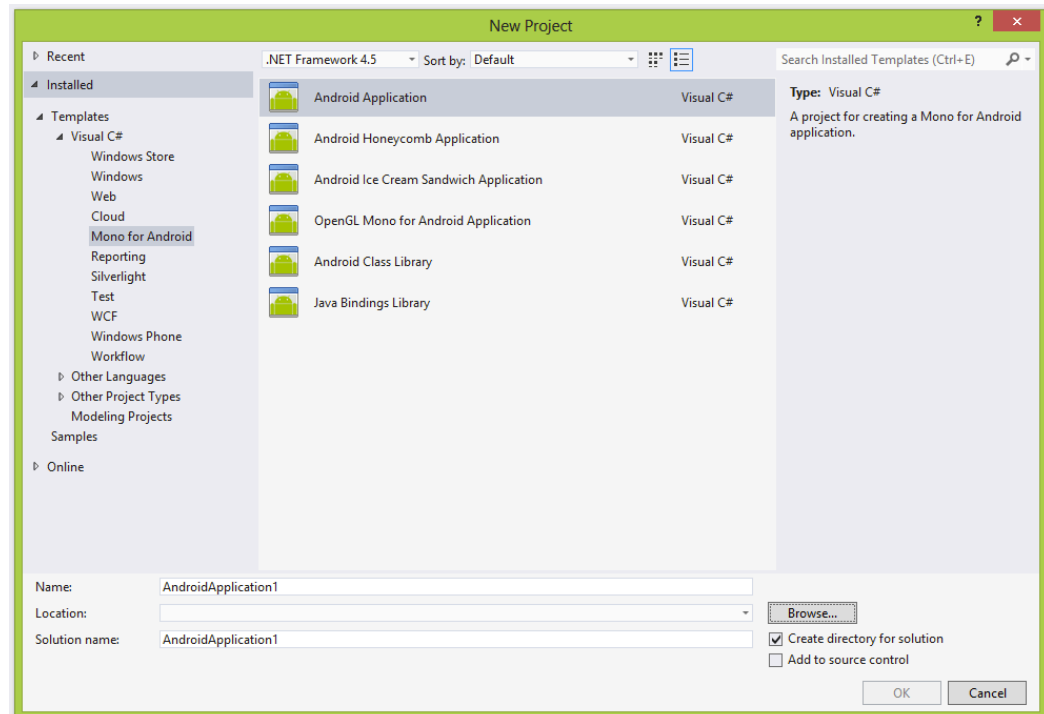 New Project
?
Recent
.NET Framework 4.5
Sort by: Default
Search Installed Templates (Ctrl+E)
Installed
Templates
Visual C#
Windows Store
Windows
Web
Cloud
Mono for Android
Reporting
Silverlight
Test
WCF
Windows Phone
Workflow
Other Languages
Other Project Types
Modeling Projects
Samples
Online
Android Application Visual C#
Android Honeycomb Application Visual C#
Android Ice Cream Sandwich Application Visual C#
OpenGL Mono for Android Application Visual C#
Android Class Library Visual C#
Java Bindings Library Visual C#
Type: Visual C#
A project for creating a Mono for Android
application.
Name: AndroidApplication1
Location:
Browse...
Solution name: AndroidApplication1
Create directory for solution
Add to source control
OK
Cancel